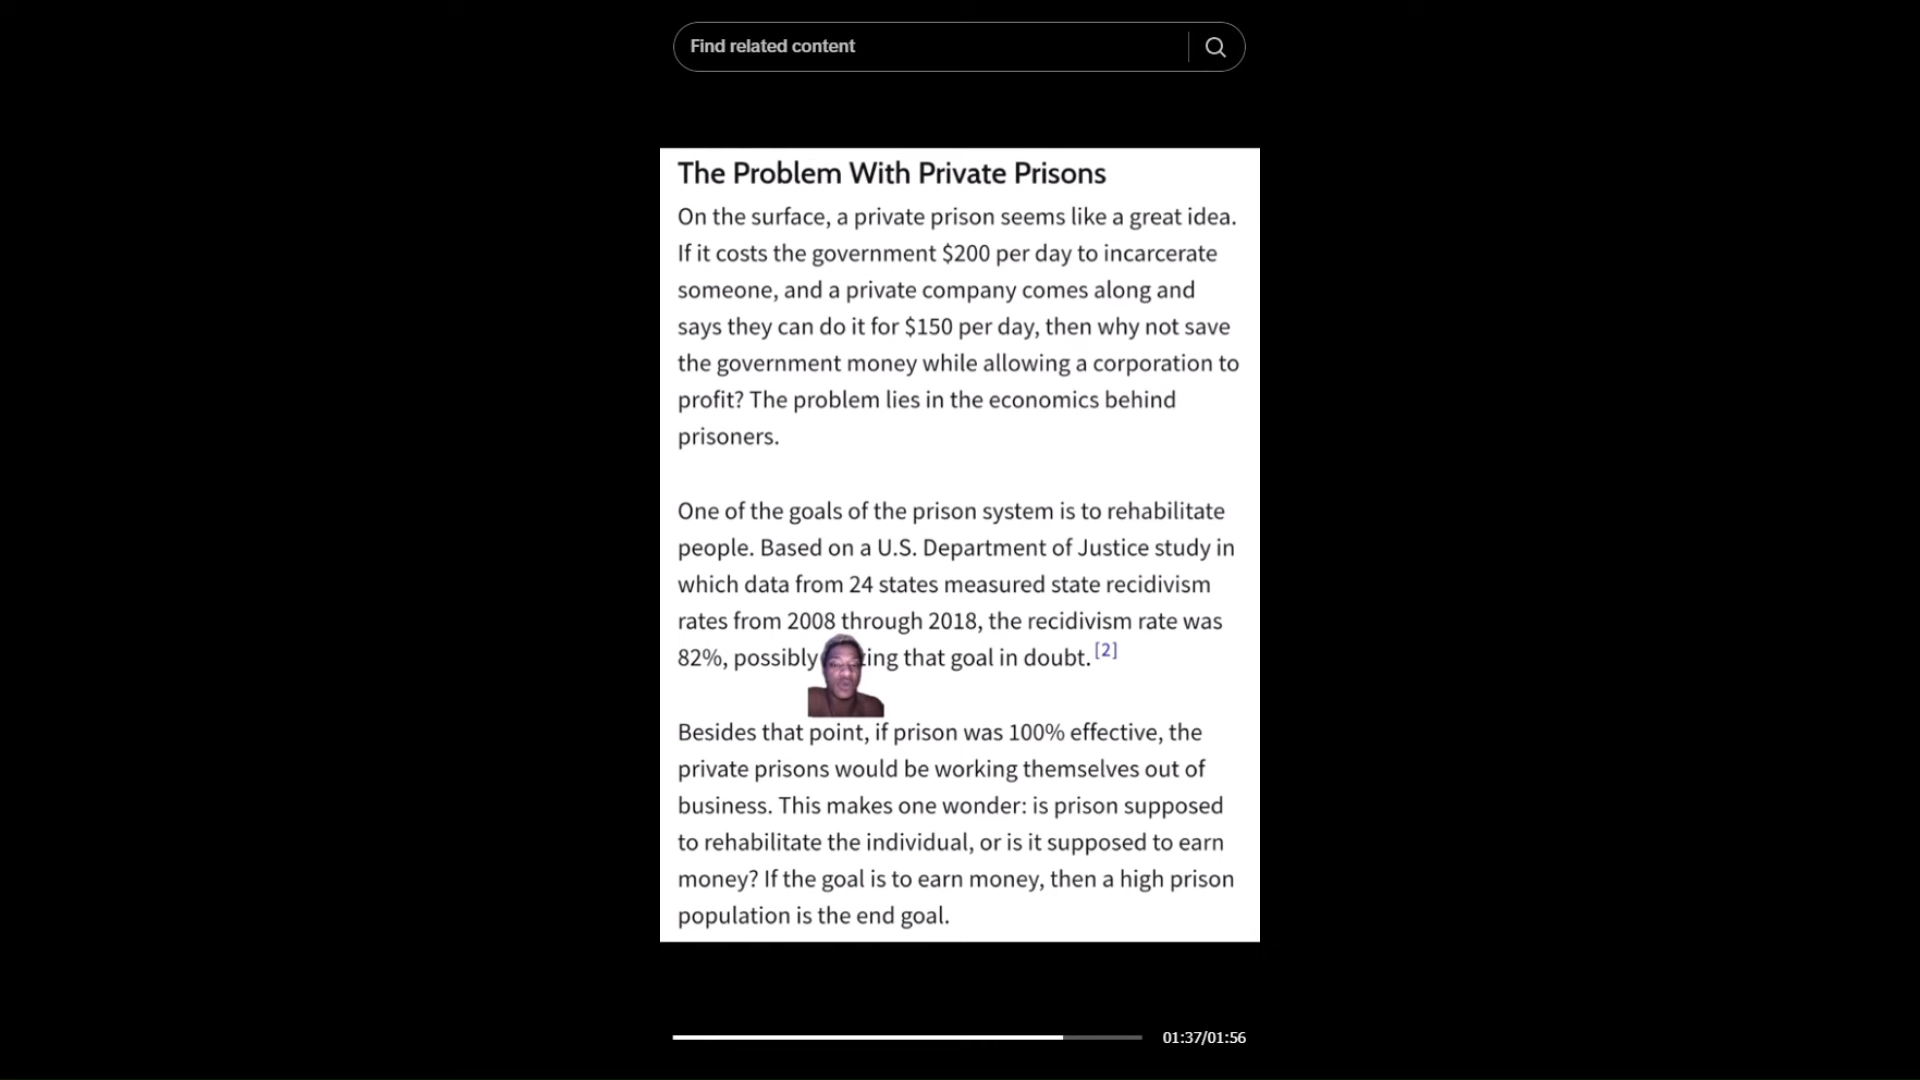 Find related content
The Problem With Private Prisons
On the surface, a private prison seems like a great idea.
If it costs the government $200 per day to incarcerate
someone, and a private company comes along and
says they can do it for $150 per day, then why not save
the government money while allowing a corporation to
profit? The problem lies in the economics behind
prisoners.
One of the goals of the prison system is to rehabilitate
people. Based on a U.S. Department of Justice study in
which data from 24 states measured state recidivism
rates from 2008 through 2018, the recidivism rate was
82%, possibly that goal in doubt. [2]
Besides that point, if prison was 100% effective, the
private prisons would be working themselves out of
business. This makes one wonder: is prison supposed
to rehabilitate the individual, or is it supposed to earn
money? If the goal is to earn money, then a high prison
population is the end goal.
01:37/01:56